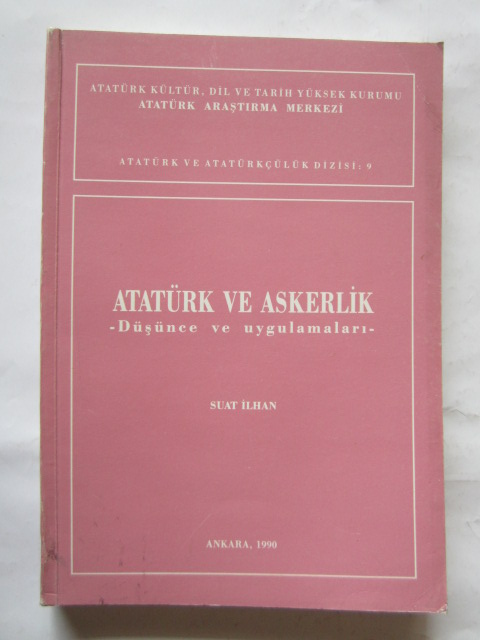 ATATÜRK KÜLTÜR, DİL VE TARİH YÜKSEK KURUMU
ATATÜRK ARAŞTIRMA MERKEZİ
ATATÜRK VE ATATÜRKÇÜLÜK DİZİSİ: 9
ATATÜRK VE ASKERLİK
-Düşünce ve uygulamaları-
SUAT İLHAN
ANKARA, 1990